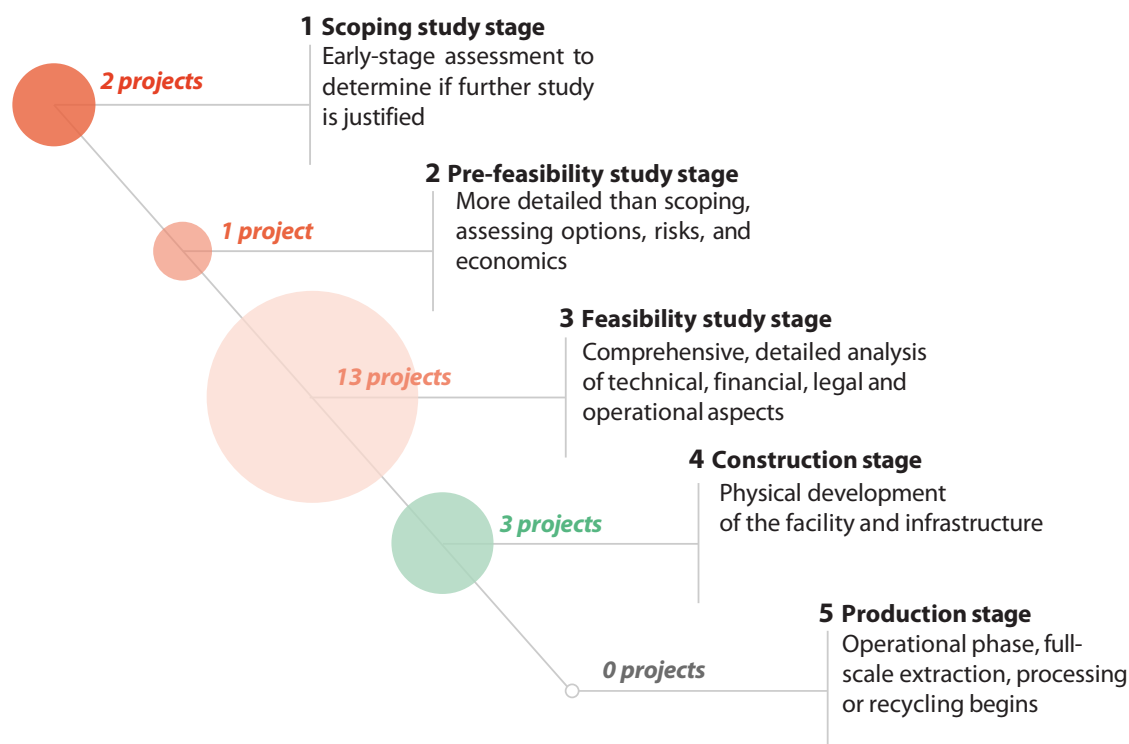 1 Scoping study stage
2 projects
Early-stage assessment to
determine if further study
is justified
2 Pre-feasibility study stage
1 project
More detailed than scoping,
assessing options, risks, and
economics
3 Feasibility study stage
13 projects
Comprehensive, detailed analysis
of technical, financial, legal and
operational aspects
4 Construction stage
3 projects
Physical development
of the facility and infrastructure
5 Production stage
0 projects
Operational phase, full-
scale extraction, processing
or recycling begins